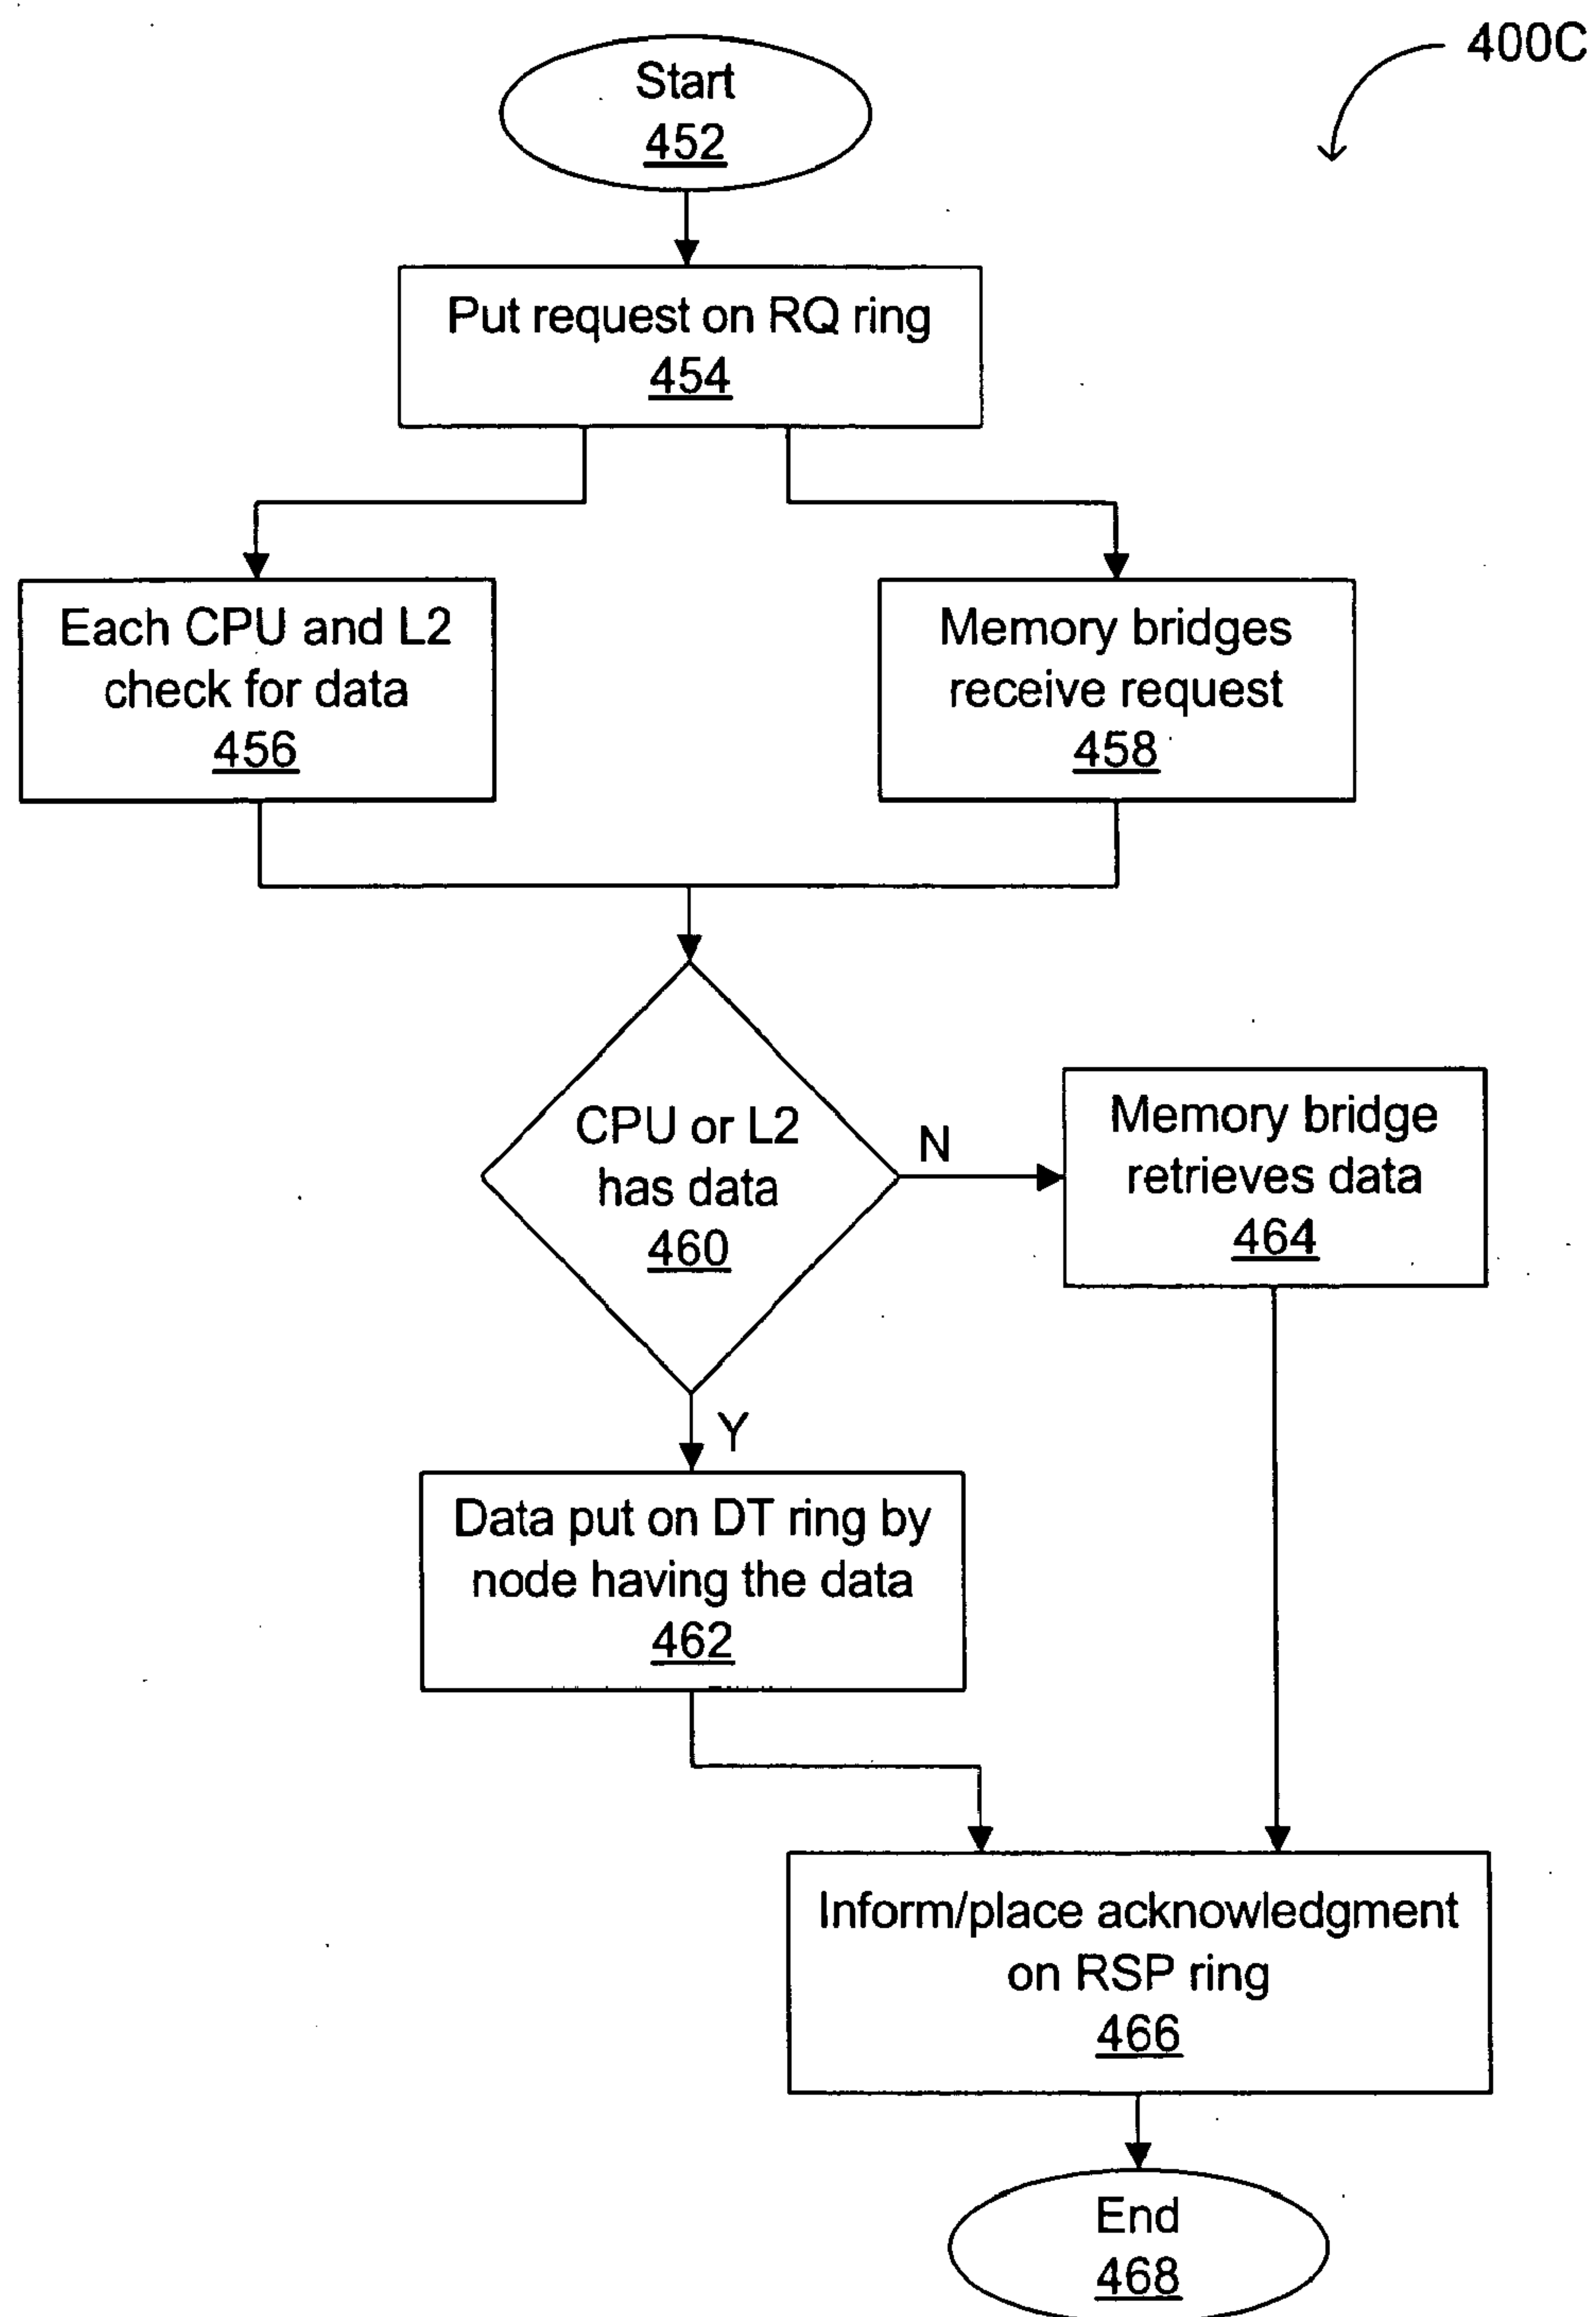 400C
Start
452
Put request on RQ ring
454
Each CPU and L2
check for data
456
Memory bridges
receive request
458
CPU or L2
has data
460
N
Memory bridge
retrieves data
464
Y
Data put on DT ring by
node having the data
462
Inform/place acknowledgment
on RSP ring
466
End
468